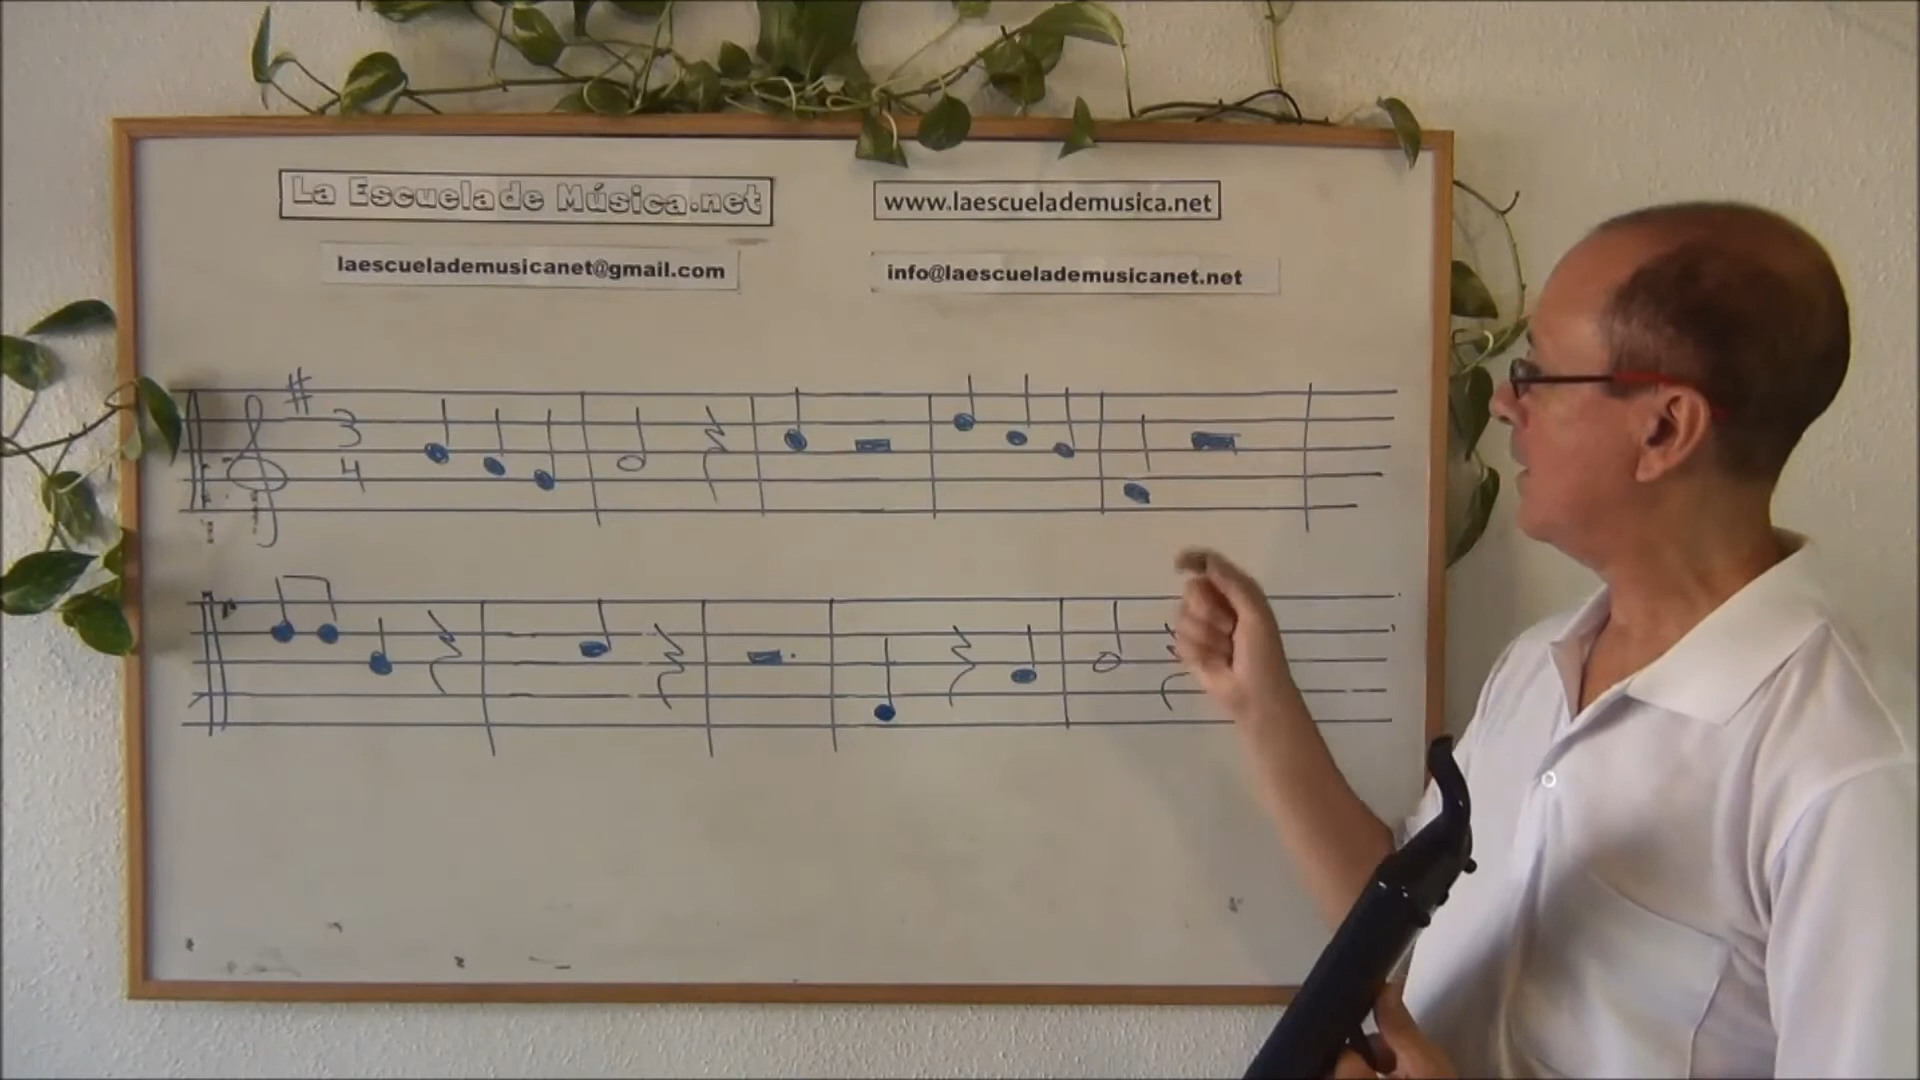 La Escuela de Música.net
www.laescuelademusica.net
laescuelademusicanet@gmail.com
info@laescuelademusicanet.net
3
4